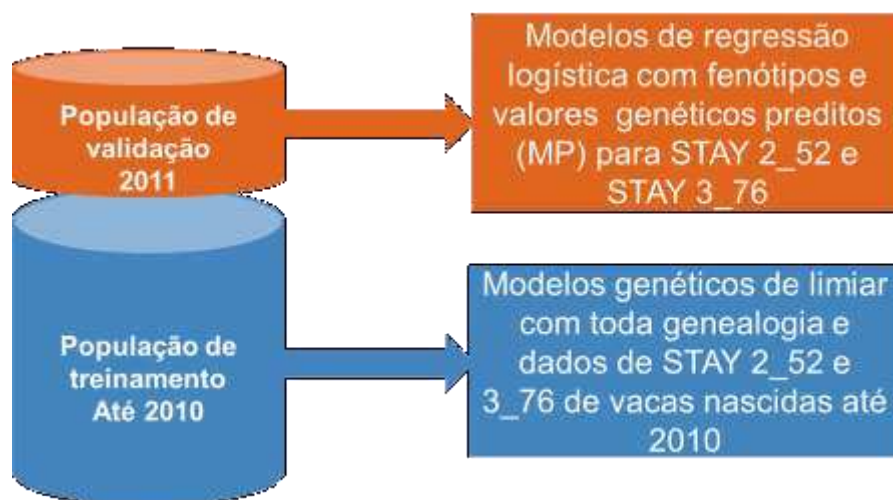 População de
validação
2011
Modelos de regressão
logística com fenótipos e
valores genéticos preditos
(MP) para STAY 2_52 e
STAY 3_76
População de
treinamento
Até 2010
Modelos genéticos de limiar
com toda genealogia e
dados de STAY 2_52 e
3_76 de vacas nascidas até
2010